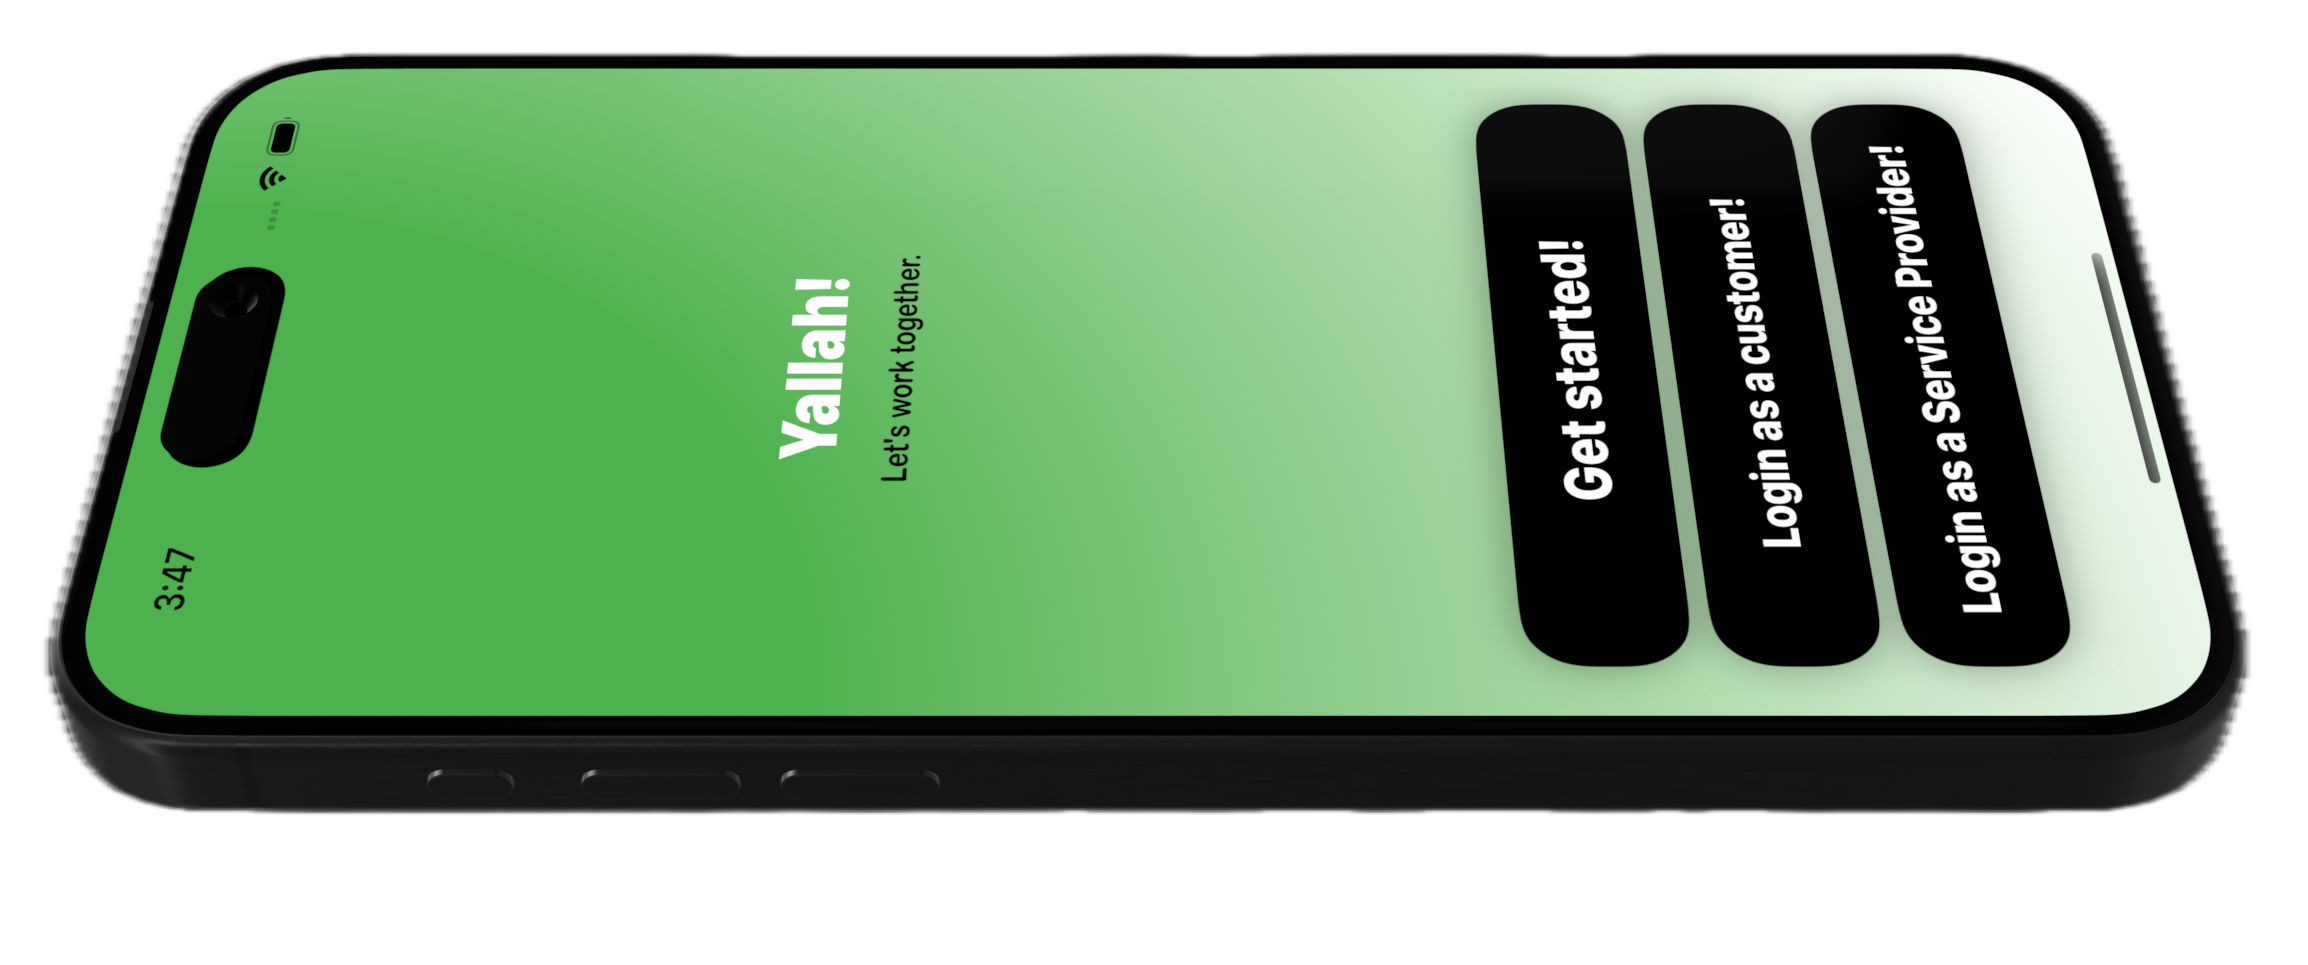 3:47
Yallah!
Let's work together.
Get started!
Login as a customer!
Login as a Service Provider!